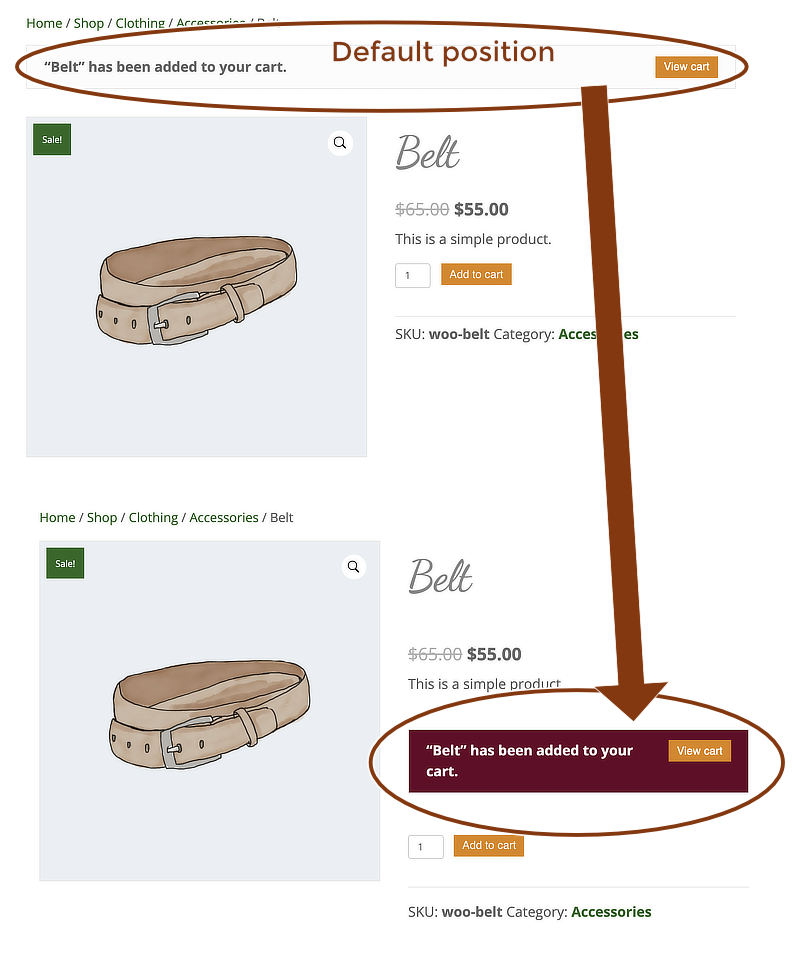 Home / Shop / Clothing / Accessories / Belt
Default position
“Belt” has been added to your cart.
View cart
Sale!
Belt
$65.00 $55.00
This is a simple product.
1
Add to cart
SKU: woo-belt Category: Accessories
Home / Shop / Clothing / Accessories / Belt
Sale!
Belt
$65.00 $55.00
This is a simple product
“Belt” has been added to your
cart.
View cart
1
Add to cart
SKU: woo-belt Category: Accessories